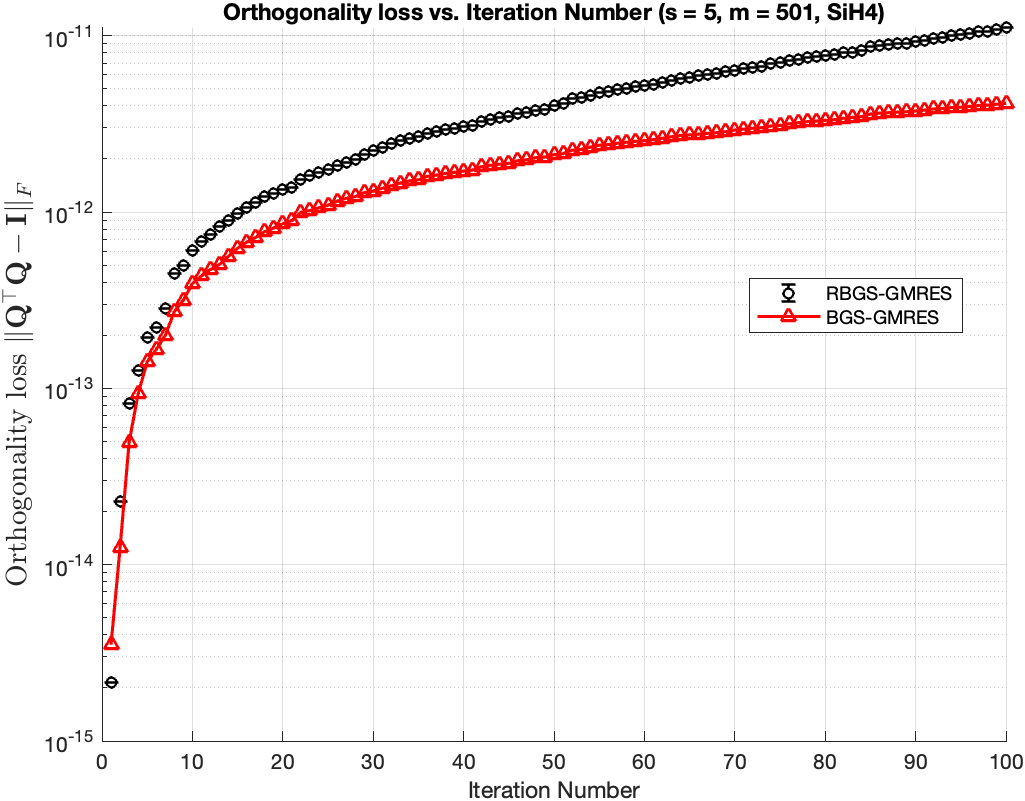 Orthogonality loss vs. Iteration Number (s = 5, m = 501, SiH4)
Orthogonality loss ||Q⊤Q − I||F
10^-11
10^-12
10^-13
10^-14
10^-15
RBGS-GMRES
BGS-GMRES
0 10 20 30 40 50 60 70 80 90 100
Iteration Number